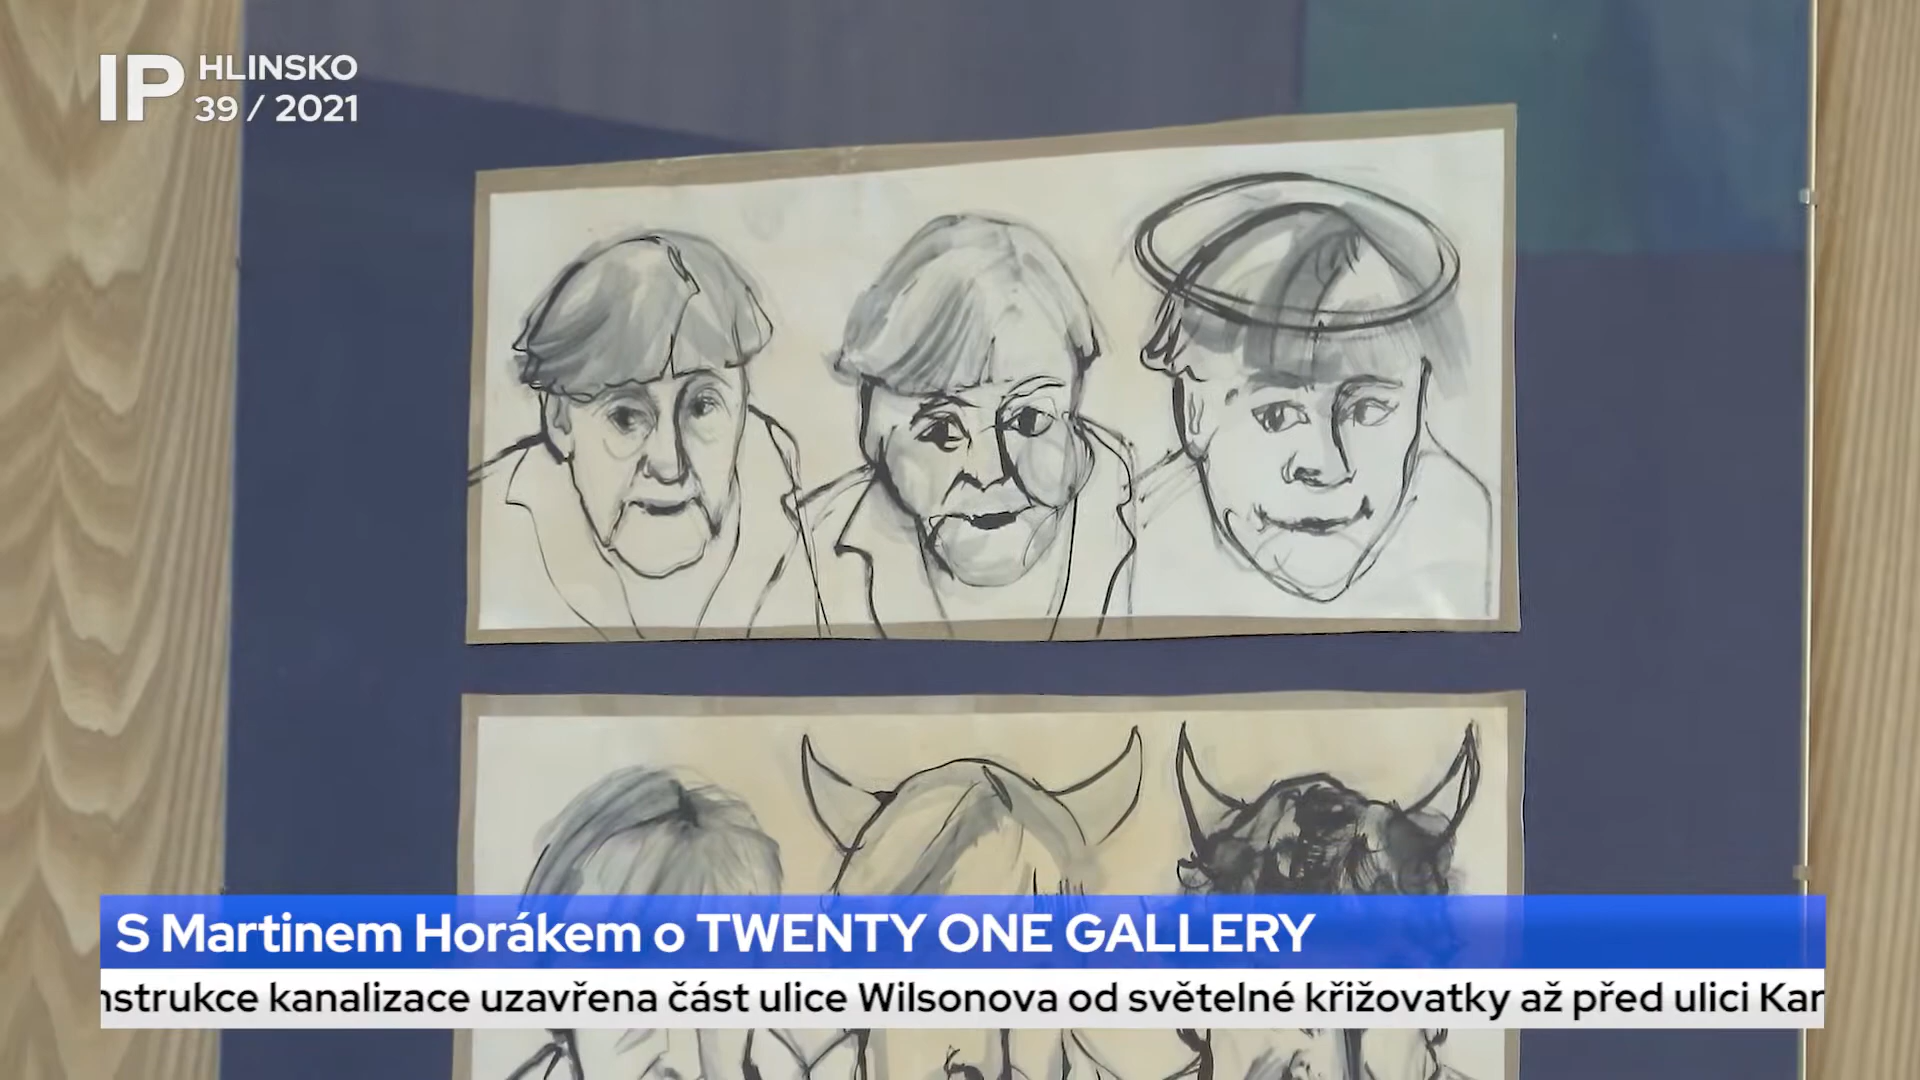 IP HLINSKO
39 / 2021
S Martinem Horákem o TWENTY ONE GALLERY
nstrukce kanalizace uzavřena část ulice Wilsonova od světelné křižovatky až před ulici Kar